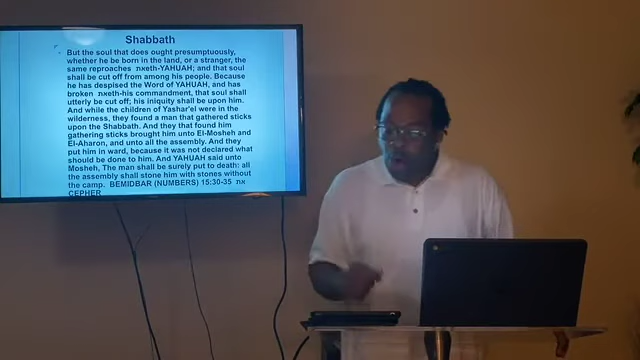 Shabbath
But the soul that does ought presumptuously,
whether he be born in the land, or a stranger, the
same reproaches אתeth-YAHUAH; and that soul
shall be cut off from among his people. Because
he has despised the Word of YAHUAH, and has
broken אתeth-his commandment, that soul shall
utterly be cut off; his iniquity shall be upon him.
And while the children of Yashar'el were in the
wilderness, they found a man that gathered sticks
upon the Shabbath. And they that found him
gathering sticks brought him unto El-Mosheh and
El-Aharon, and unto all the assembly. And they
put him in ward, because it was not declared what
should be done to him. And YAHUAH said unto
Mosheh, The man shall be surely put to death: all
the assembly shall stone him with stones without
the camp. BEMIDBAR (NUMBERS) 15:30-35 את
CEPHER